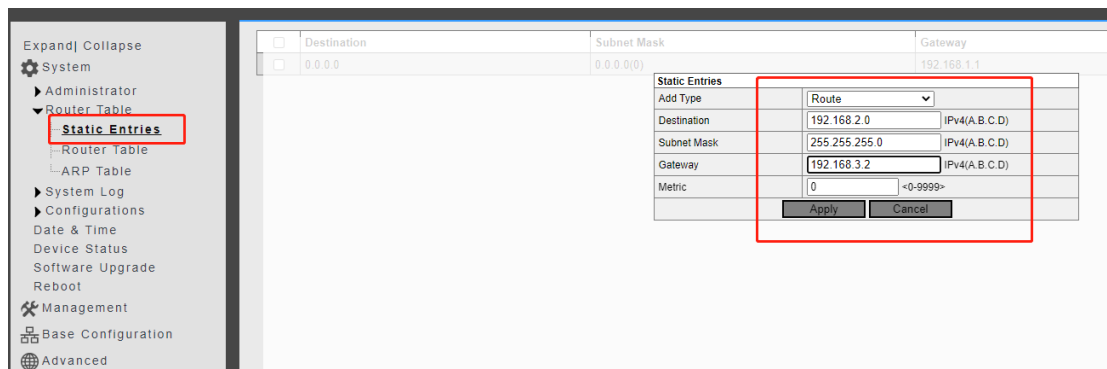 Expand| Collapse
System
Administrator
Router Table
Static Entries
Router Table
ARP Table
System Log
Configurations
Date & Time
Device Status
Software Upgrade
Reboot
Management
Base Configuration
Advanced
Destination Subnet Mask Gateway
0.0.0.0 0.0.0.0(0) 192.168.1.1
Static Entries
Add Type Route
Destination 192.168.2.0 IPv4(A.B.C.D)
Subnet Mask 255.255.255.0 IPv4(A.B.C.D)
Gateway 192.168.3.2 IPv4(A.B.C.D)
Metric 0 <0-9999>
Apply Cancel